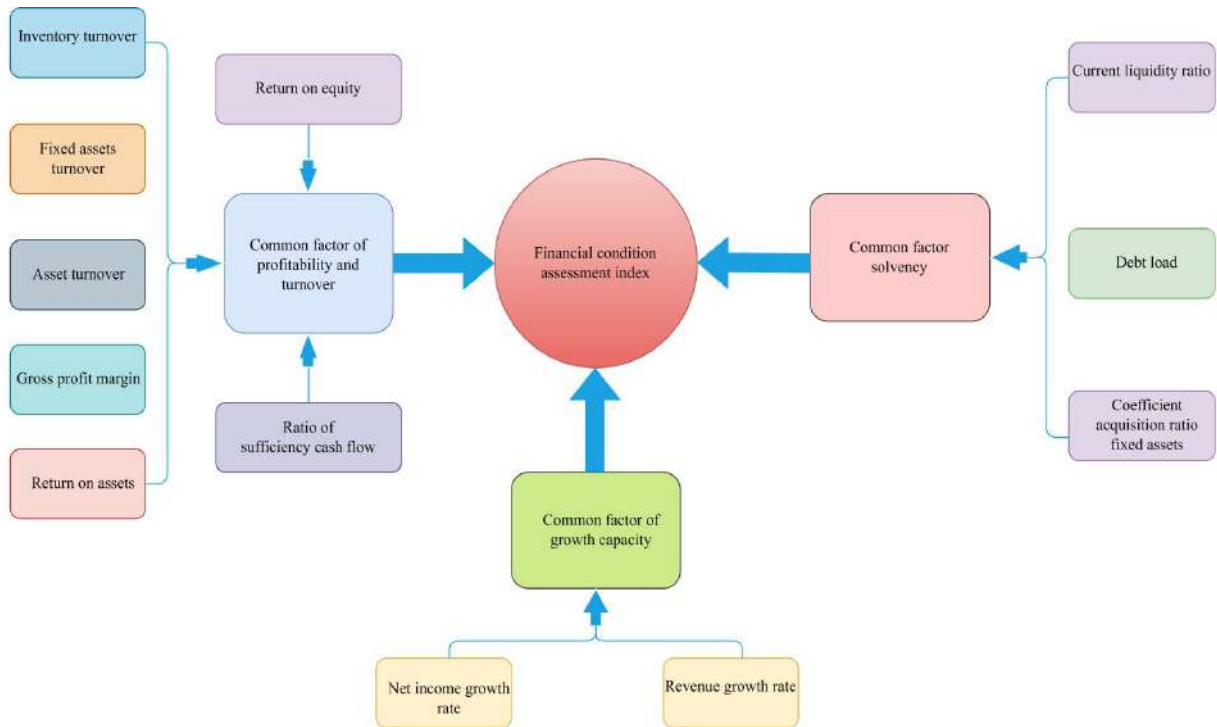 Inventory turnover
Fixed assets
turnover
Asset turnover
Gross profit margin
Return on assets
Return on equity
Common factor of
profitability and
turnover
Ratio of
sufficiency cash flow
Financial condition
assessment index
Common factor of
growth capacity
Net income growth
rate
Revenue growth rate
Common factor
solvency
Current liquidity ratio
Debt load
Coefficient
acquisition ratio
fixed assets